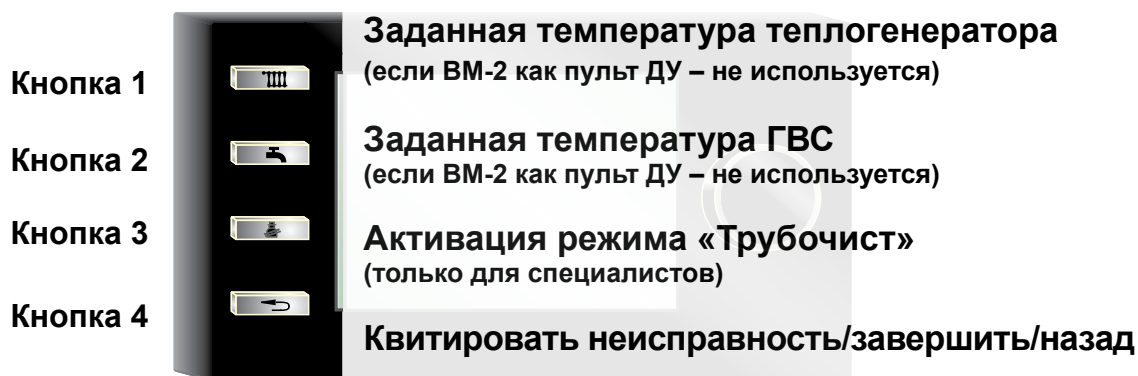 Заданная температура теплогенератора
Кнопка 1
(если BM-2 как пульт ДУ – не используется)
Заданная температура ГВС
Кнопка 2
(если BM-2 как пульт ДУ – не используется)
Кнопка 3
Активация режима «Трубочист»
(только для специалистов)
Кнопка 4
Квитировать неисправность/завершить/назад